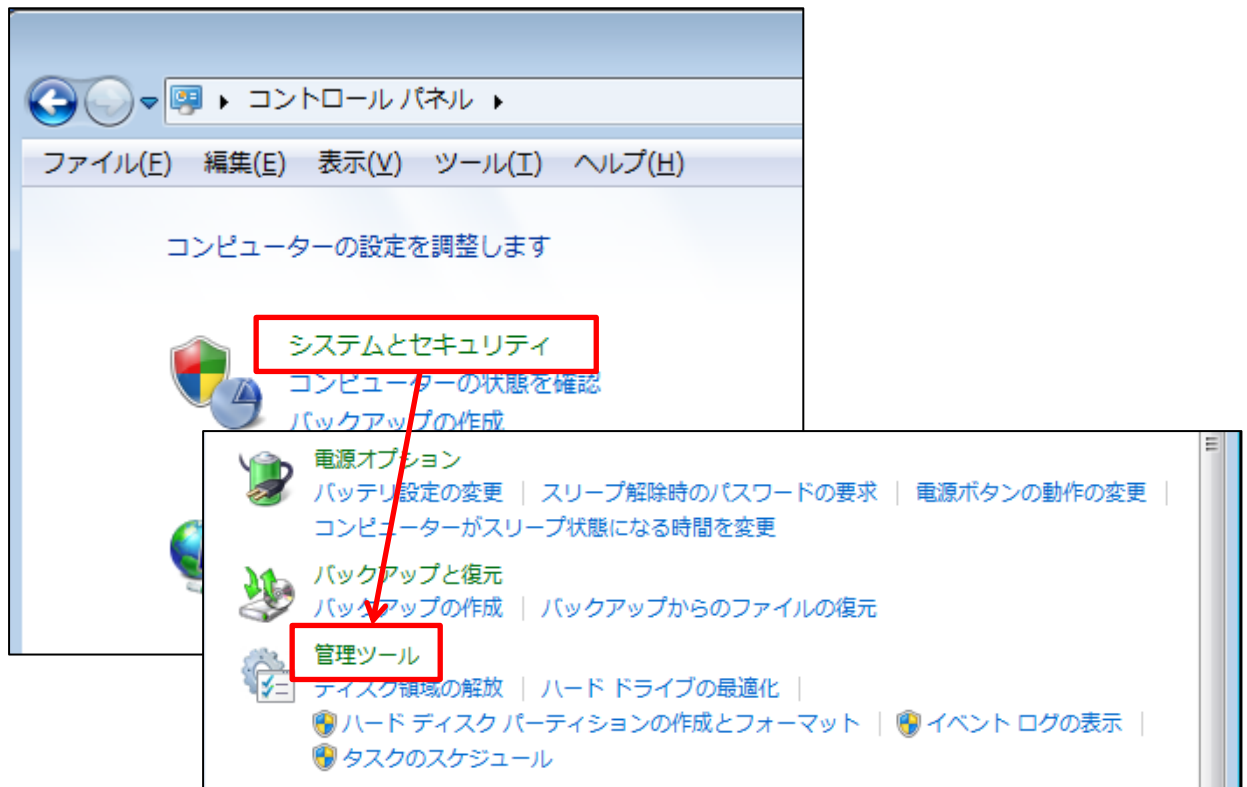 コントロール パネル
ファイル(F) 編集(E) 表示(V) ツール(T) ヘルプ(H)
コンピューターの設定を調整します
システムとセキュリティ
コンピューターの状態を確認
バックアップの作成
電源オプション
バッテリ設定の変更 | スリープ解除時のパスワードの要求 | 電源ボタンの動作の変更 |
コンピューターがスリープ状態になる時間を変更
バックアップと復元
バックアップの作成 | バックアップからのファイルの復元
管理ツール
ディスク領域の解放 | ハード ドライブの最適化 |
ハード ディスク パーティションの作成とフォーマット | イベント ログの表示 |
タスクのスケジュール